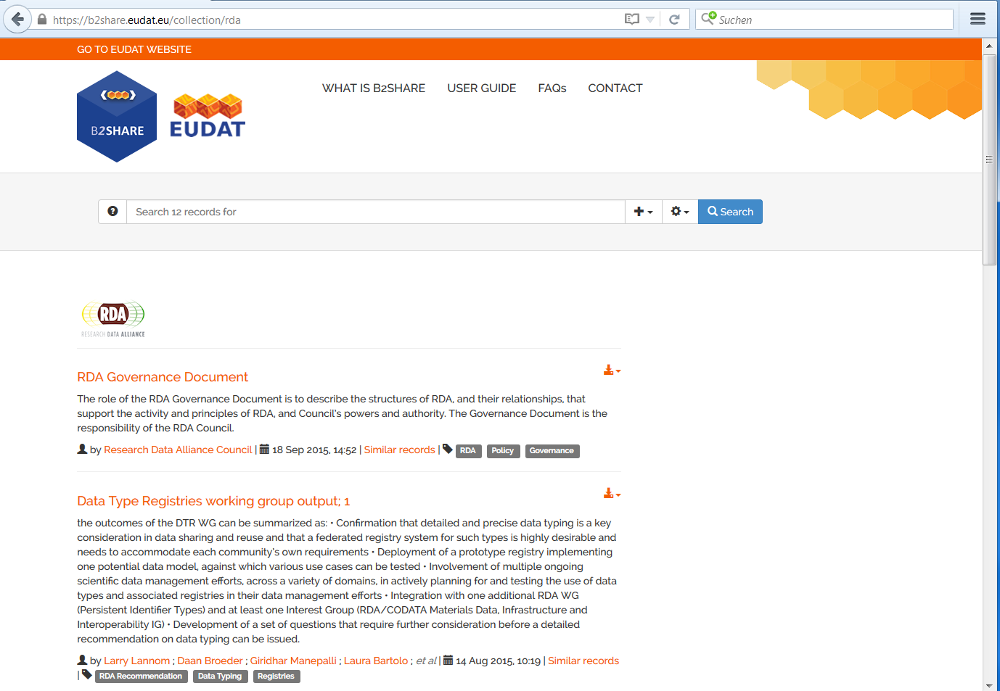 https://b2share.eudat.eu/collection/rda
Suchen
GO TO EUDAT WEBSITE
B2SHARE
EUDAT
WHAT IS B2SHARE
USER GUIDE
FAQs
CONTACT
Search 12 records for
Search
RDA
RESEARCH DATA ALLIANCE
RDA Governance Document
The role of the RDA Governance Document is to describe the structures of RDA, and their relationships, that
support the activity and principles of RDA, and Council's powers and authority. The Governance Document is the
responsibility of the RDA Council.
by Research Data Alliance Council | 18 Sep 2015, 14:52 | Similar records | RDA Policy Governance
Data Type Registries working group output; 1
the outcomes of the DTR WG can be summarized as: • Confirmation that detailed and precise data typing is a key
consideration in data sharing and reuse and that a federated registry system for such types is highly desirable and
needs to accommodate each community's own requirements • Deployment of a prototype registry implementing
one potential data model, against which various use cases can be tested • Involvement of multiple ongoing
scientific data management efforts, across a variety of domains, in actively planning for and testing the use of data
types and associated registries in their data management efforts • Integration with one additional RDA WG
(Persistent Identifier Types) and at least one Interest Group (RDA/CODATA Materials Data, Infrastructure and
Interoperability IG) • Development of a set of questions that require further consideration before a detailed
recommendation on data typing can be issued.
by Larry Lannom ; Daan Broeder ; Giridhar Manepalli ; Laura Bartolo ; et al | 14 Aug 2015, 10:19 | Similar records
| RDA Recommendation Data Typing Registries